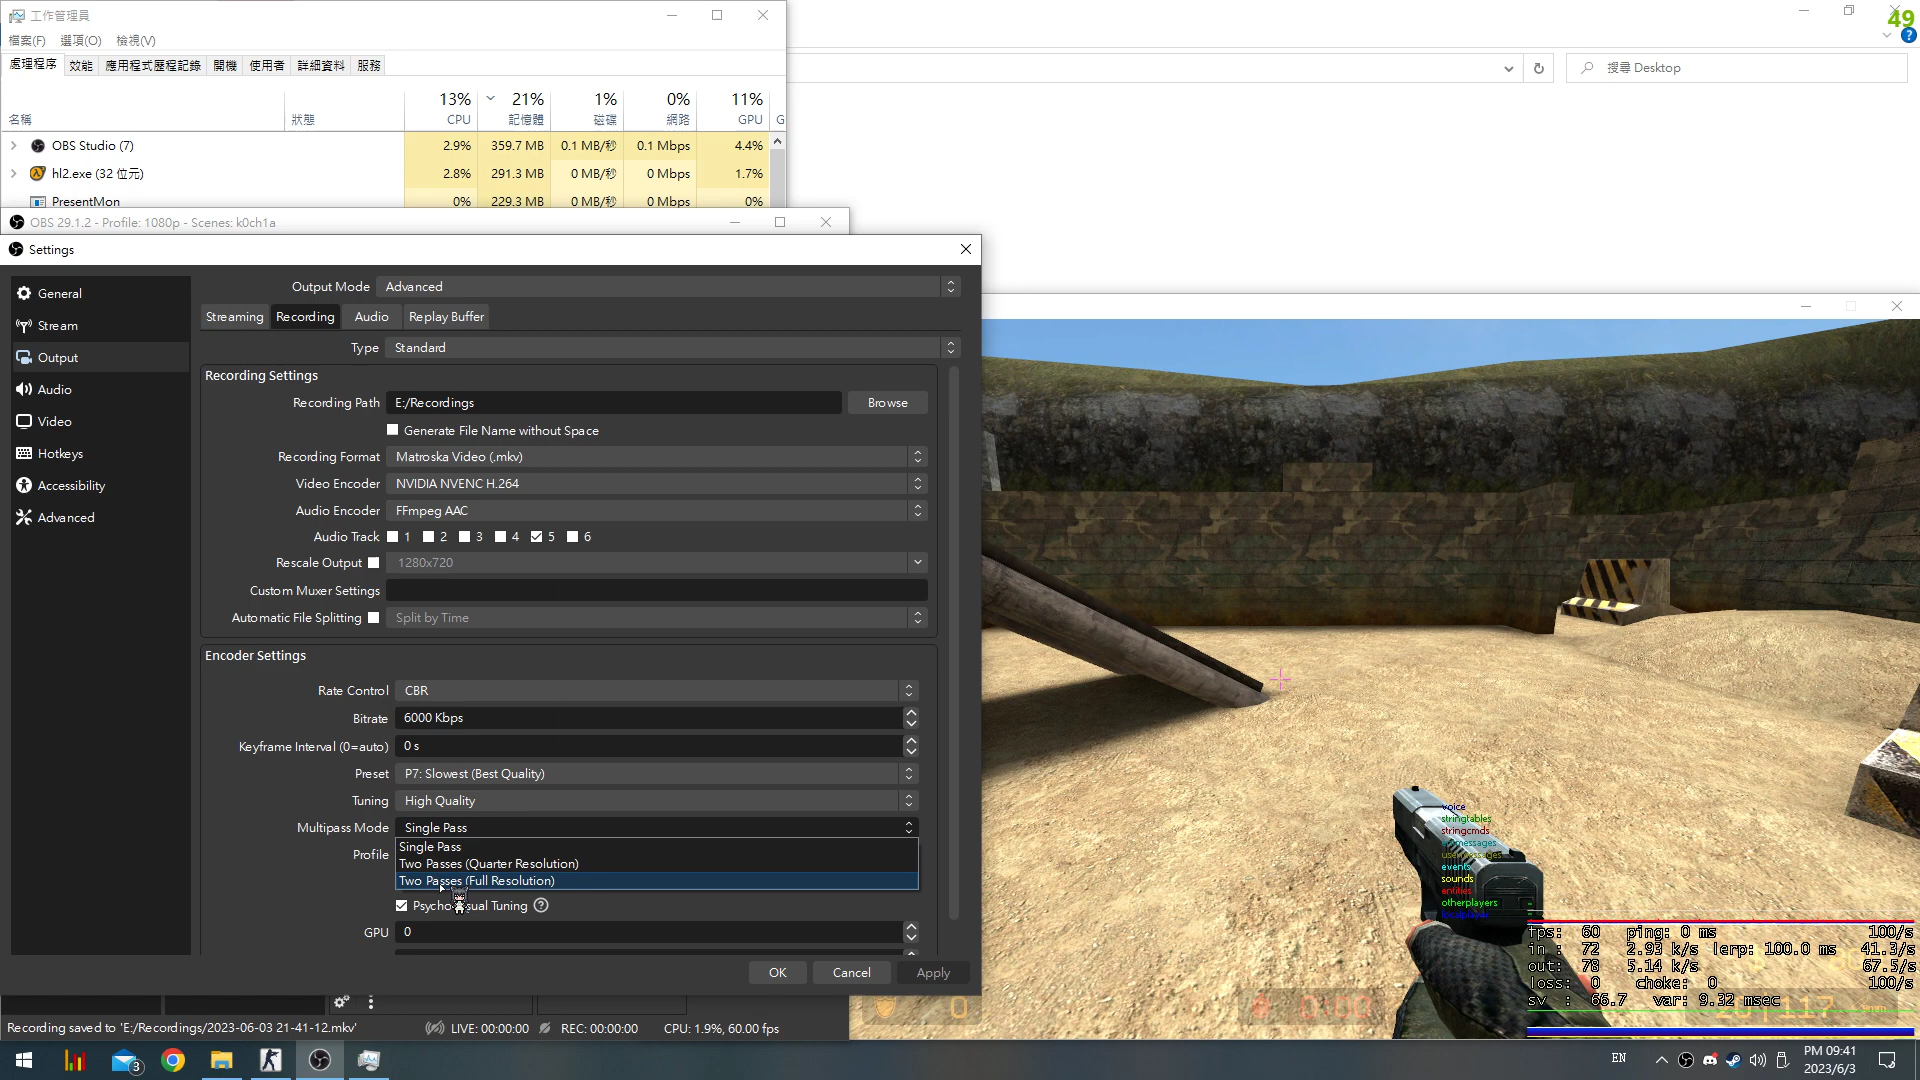 工作管理員
49
檔案(F) 選項(O) 檢視(V)
處理程序 效能 應用程式歷程記錄 開機 使用者 詳細資料 服務
搜尋 Desktop
13% 21% 1% 0% 11%
名稱 狀態 CPU 記憶體 磁碟 網路 GPU G
OBS Studio (7) 2.9% 359.7 MB 0.1 MB/秒 0.1 Mbps 4.4%
hl2.exe (32 位元) 2.8% 291.3 MB 0 MB/秒 0 Mbps 1.7%
PresentMon 0% 229.3 MB 0 MB/秒 0 Mbps 0%
OBS 29.1.2 - Profile: 1080p - Scenes: k0ch1a
Settings
General
Stream
Output
Audio
Video
Hotkeys
Accessibility
Advanced
Output Mode Advanced
Streaming Recording Audio Replay Buffer
Type Standard
Recording Settings
Recording Path E:/Recordings Browse
Generate File Name without Space
Recording Format Matroska Video (.mkv)
Video Encoder NVIDIA NVENC H.264
Audio Encoder FFmpeg AAC
Audio Track 1 2 3 4 5 6
Rescale Output 1280x720
Custom Muxer Settings
Automatic File Splitting Split by Time
Encoder Settings
Rate Control CBR
Bitrate 6000 Kbps
Keyframe Interval (0=auto) 0 s
Preset P7: Slowest (Best Quality)
Tuning High Quality
Multipass Mode Single Pass
Single Pass
Profile
Two Passes (Quarter Resolution)
Two Passes (Full Resolution)
Tuning
GPU 0
OK Cancel Apply
voice
stringtables
stringcmds
events
sounds
entities
otherplayers
localplayer
fps: 60 ping: 0 ms 100/s
in : 72 2.93 k/s lerp: 100.0 ms 41.3/s
out: 78 5.14 k/s 67.5/s
loss: 0 choke: 0 100/s
sv : 66.7 var: 9.32 msec
Recording saved to 'E:/Recordings/2023-06-03 21-41-12.mkv' LIVE: 00:00:00 REC: 00:00:00 CPU: 1.9%, 60.00 fps
3
EN
PM 09:41
2023/6/3